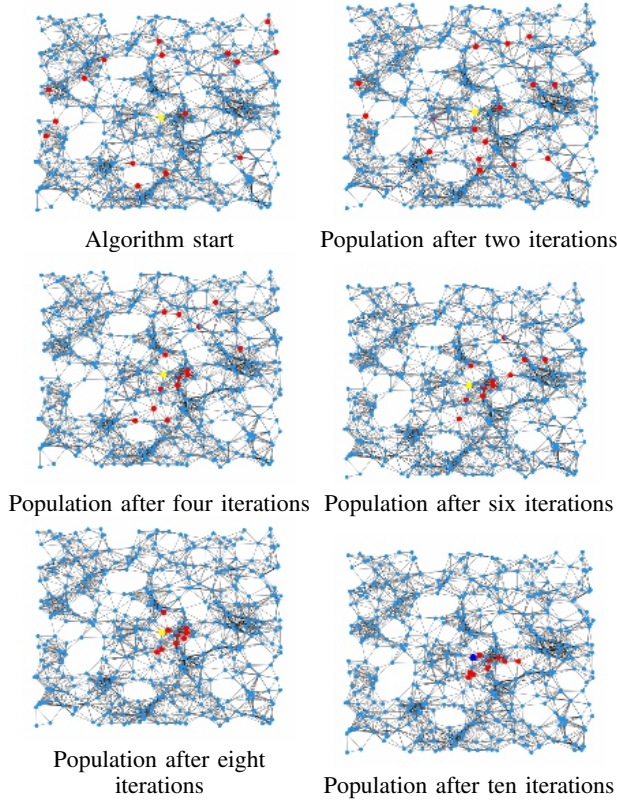 Algorithm start
Population after two iterations
Population after four iterations
Population after six iterations
Population after eight
iterations
Population after ten iterations